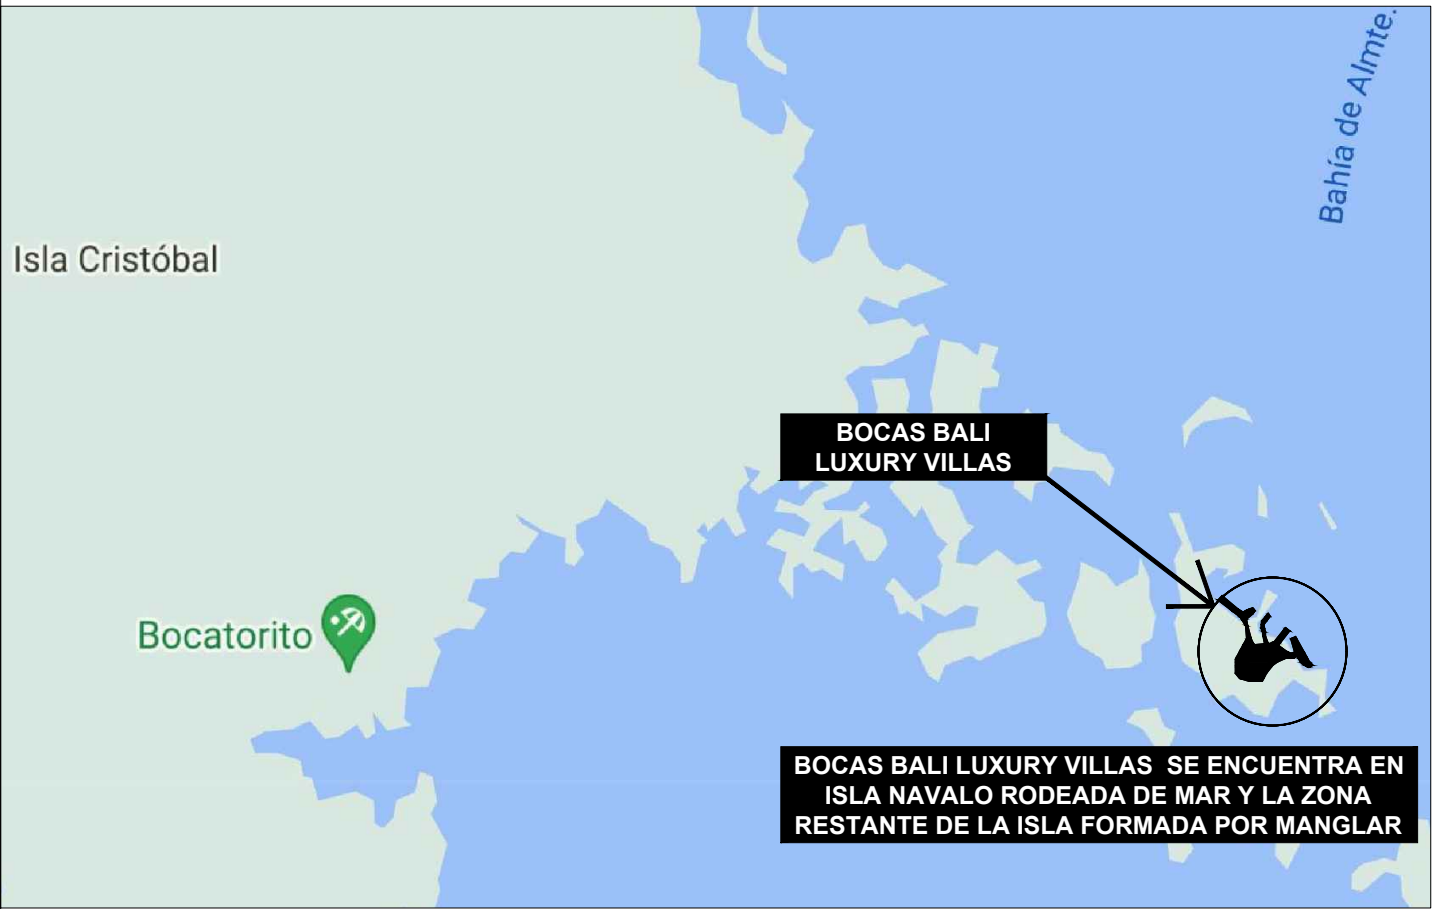 Bahía de Almte.
Isla Cristóbal
BOCAS BALI
LUXURY VILLAS
Bocatorito
BOCAS BALI LUXURY VILLAS SE ENCUENTRA EN
ISLA NAVALO RODEADA DE MAR Y LA ZONA
RESTANTE DE LA ISLA FORMADA POR MANGLAR